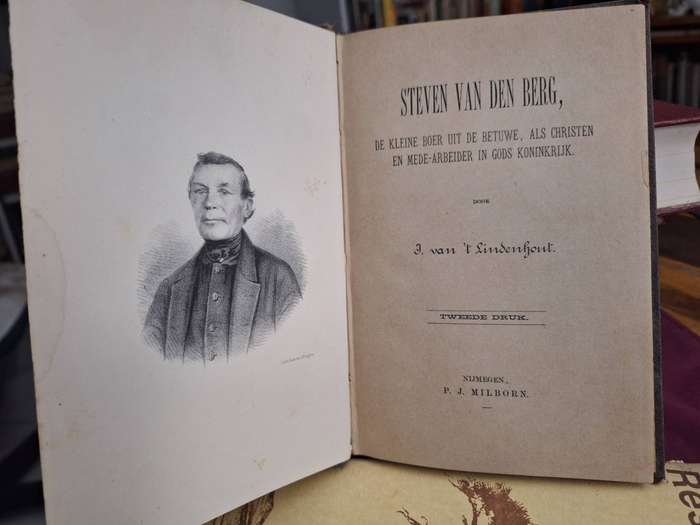 STEVEN VAN DEN BERG,
DE KLEINE BOER UIT DE BETUWE, ALS CHRISTEN
EN MEDE-ARBEIDER IN GODS KONINKRIJK.
DOOR
J. van 't Lindenhout.
TWEEDE DRUK.
NIJMEGEN,
P. J. MILBORN.